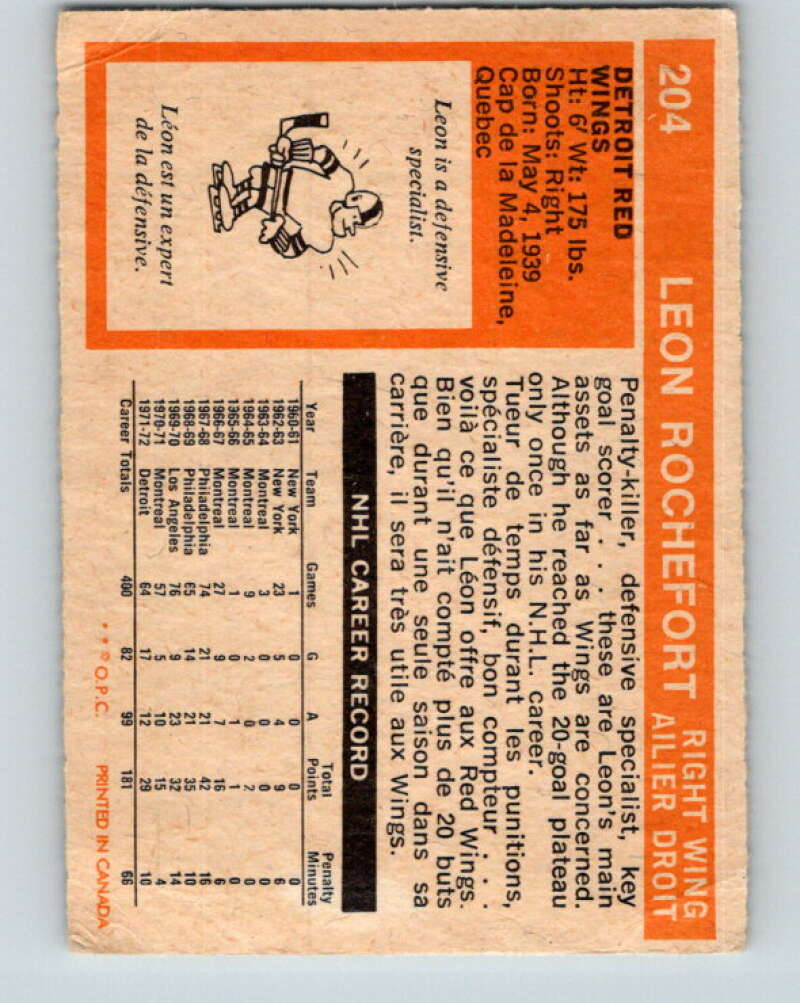 204 LEON ROCHEFORT RIGHT WING
AILIER DROIT
DETROIT RED
WINGS
Ht: 6' Wt: 175 lbs.
Shoots: Right
Born: May 4, 1939
Cap de la Madeleine,
Quebec
Leon is a defensive
specialist.
Léon est un expert
de la défensive.
Penalty-killer, defensive specialist, key
goal scorer . . . these are Leon's main
assets as far as Wings are concerned.
Although he reached the 20-goal plateau
only once in his N.H.L. career.
Tueur de temps durant les punitions,
spécialiste défensif, bon compteur . . .
voilà ce que Léon offre aux Red Wings.
Bien qu'il n'ait compté plus de 20 buts
que durant une seule saison dans sa
carrière, il sera très utile aux Wings.
NHL CAREER RECORD
Year Team Games G A Total Points Penalty Minutes
1960-61 New York 1 0 0 0 0
1962-63 New York 23 5 4 9 6
1963-64 Montreal 3 0 0 0 0
1964-65 Montreal 9 2 0 2 0
1365-66 Montreal 1 0 1 1 0
1966-67 Montreal 27 9 7 16 6
1967-68 Philadelphia 74 21 21 42 16
1968-69 Philadelphia 65 14 21 35 10
1969-70 Los Angeles 76 9 23 32 14
1970-71 Montreal 57 5 10 15 4
1971-72 Detroit 64 17 12 29 10
Career Totals 400 82 99 181 66
* * © O.P.C. PRINTED IN CANADA